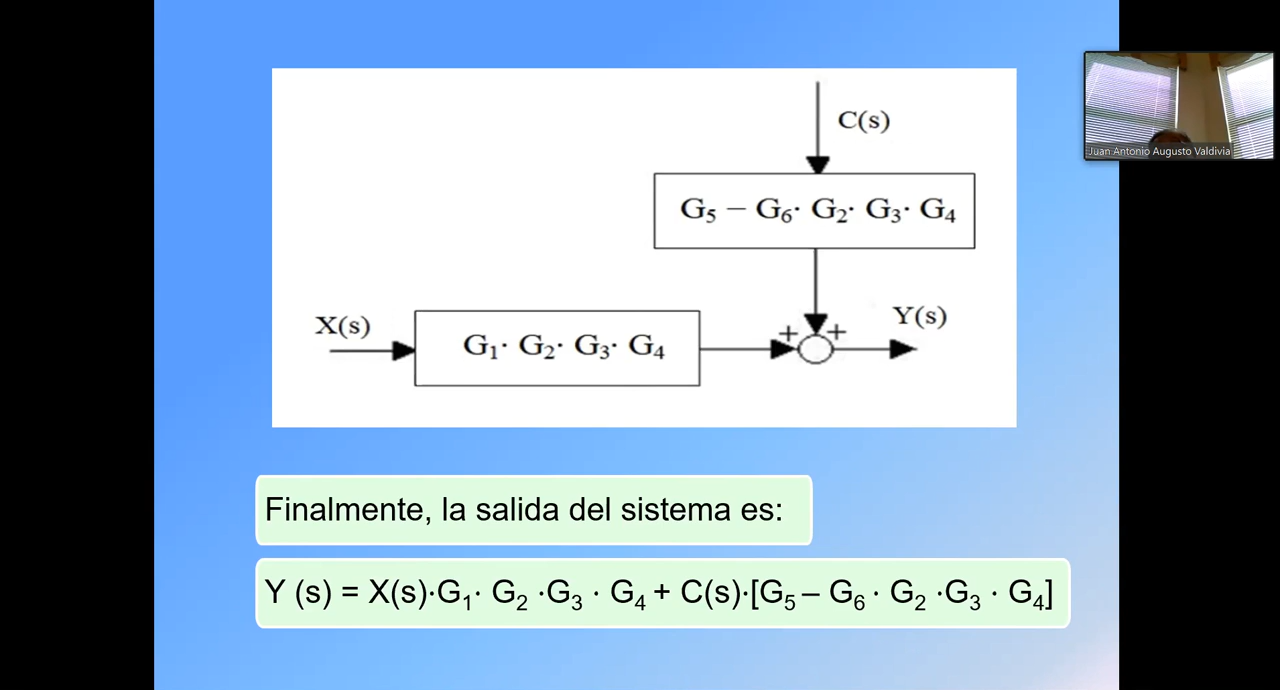 C(s)
G₅ – G₆· G₂· G₃· G₄
X(s)
G₁· G₂· G₃· G₄
+ +
Y(s)
Juan Antonio Augusto Valdivia
Finalmente, la salida del sistema es:
Y (s) = X(s)·G₁· G₂ ·G₃ · G₄ + C(s)·[G₅ – G₆ · G₂ ·G₃ · G₄]